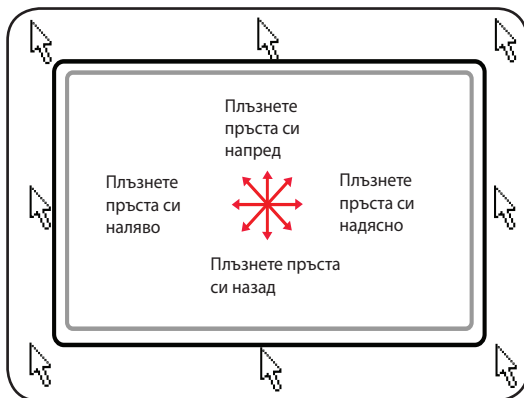 Плъзнете
пръста си
напред
Плъзнете
пръста си
наляво
Плъзнете
пръста си
надясно
Плъзнете пръста
си назад